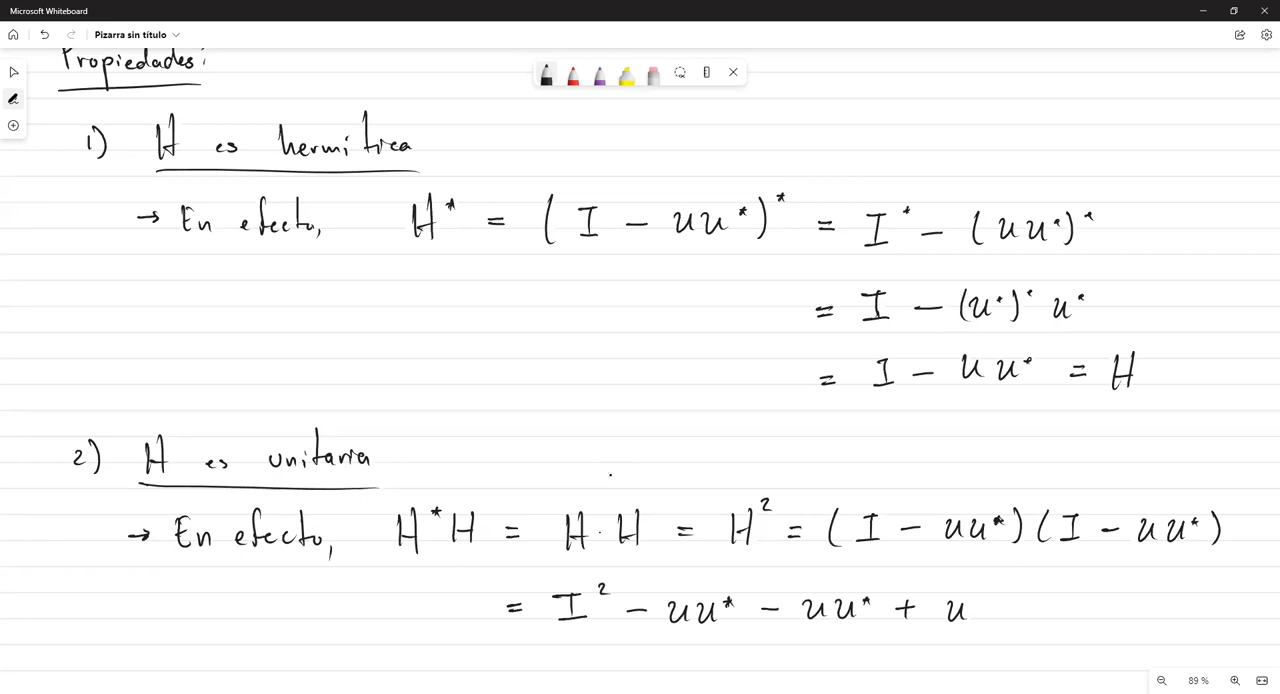 Microsoft Whiteboard
Pizarra sin título
Propiedades:
1) H es hermítica
→ En efecto, H* = (I - uu*)* = I* - (uu*)*
= I - (u*)* u*
= I - uu* = H
2) H es unitaria
→ En efecto, H*H = H·H = H² = (I - uu*)(I - uu*)
= I² - uu* - uu* + u
89 %